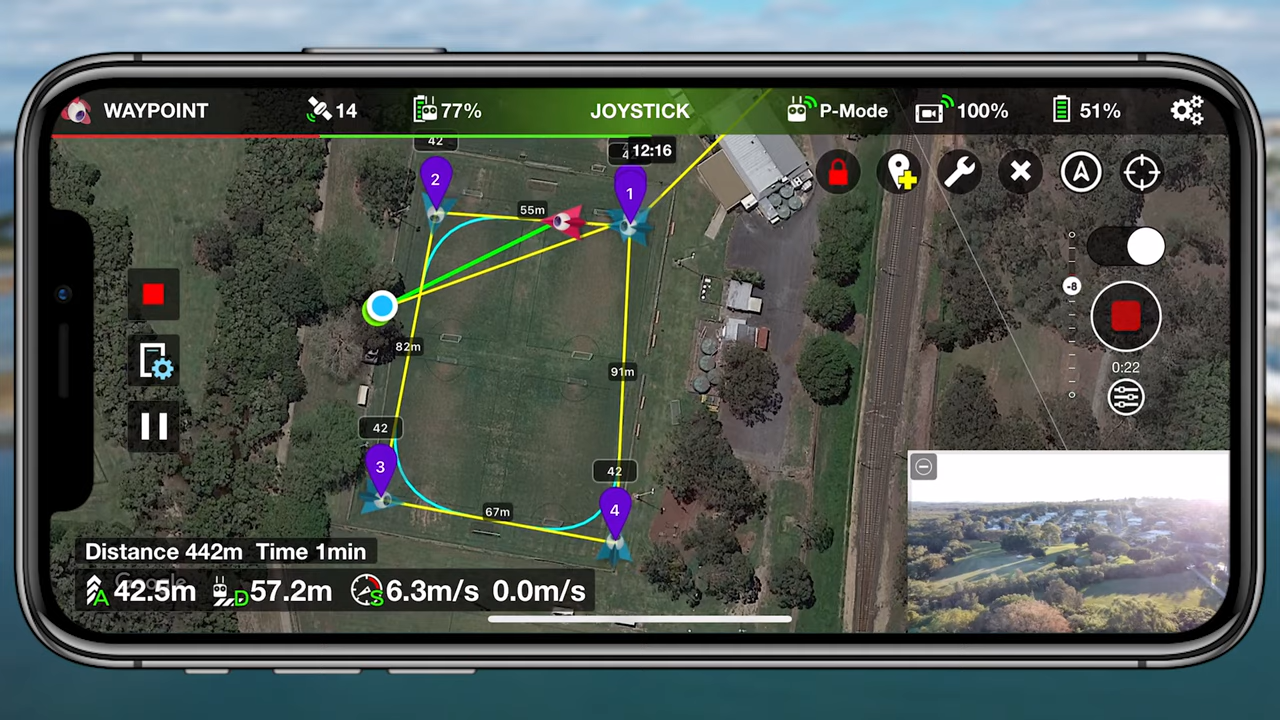 WAYPOINT 14 77% JOYSTICK P-Mode 100% 51%
42
12:16
2
1
55m
-8
82m
91m
0:22
42
42
3
4
67m
Distance 442m Time 1min
Google
A 42.5m D 57.2m S 6.3m/s 0.0m/s